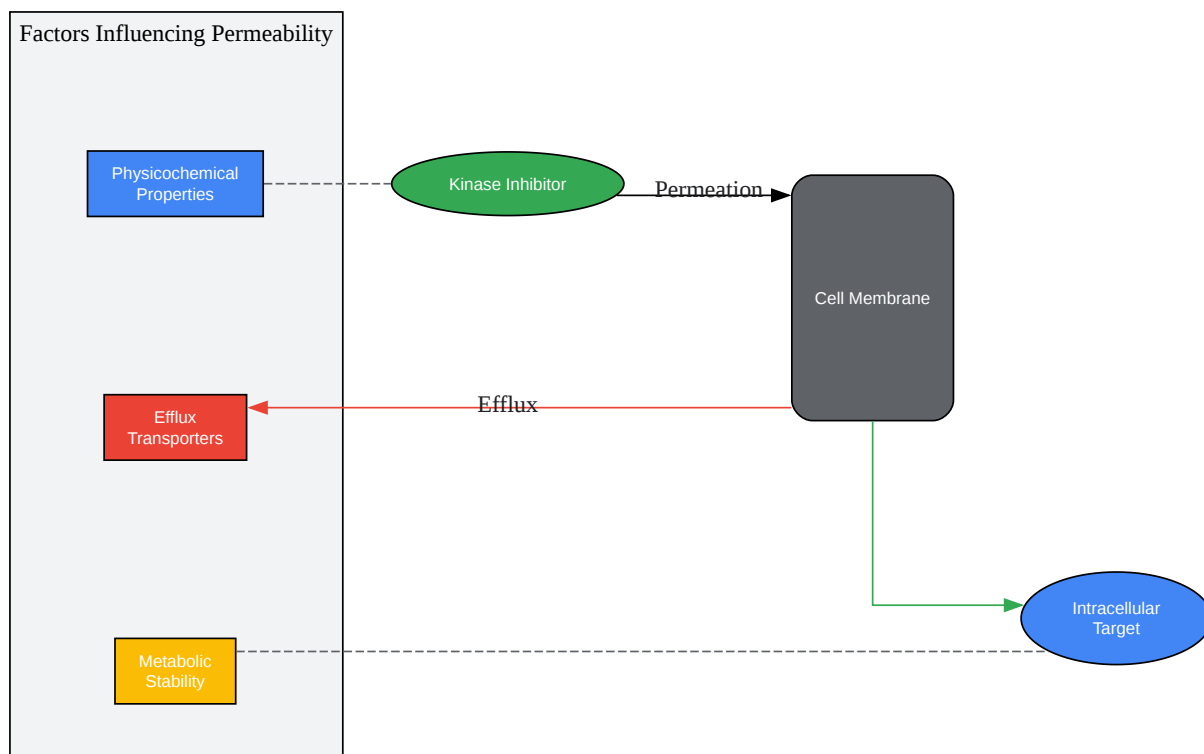 Factors Influencing Permeability
Physicochemical
Properties
Kinase Inhibitor
Permeation
Cell Membrane
Efflux
Efflux
Transporters
Intracellular
Target
Metabolic
Stability